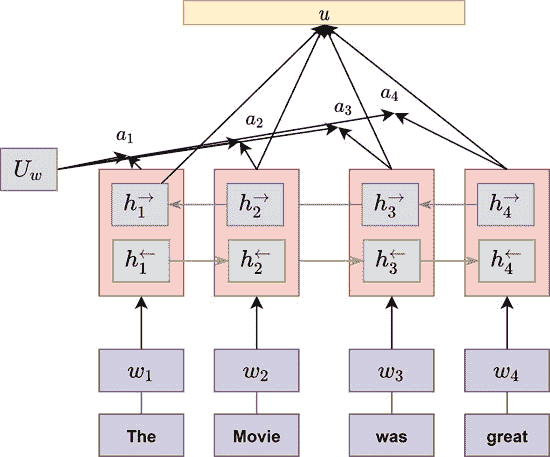 u
a₁ a₂ a₃ a₄
U_w
h₁→ h₂→ h₃→ h₄→
h₁← h₂← h₃← h₄←
w₁ w₂ w₃ w₄
The Movie was great